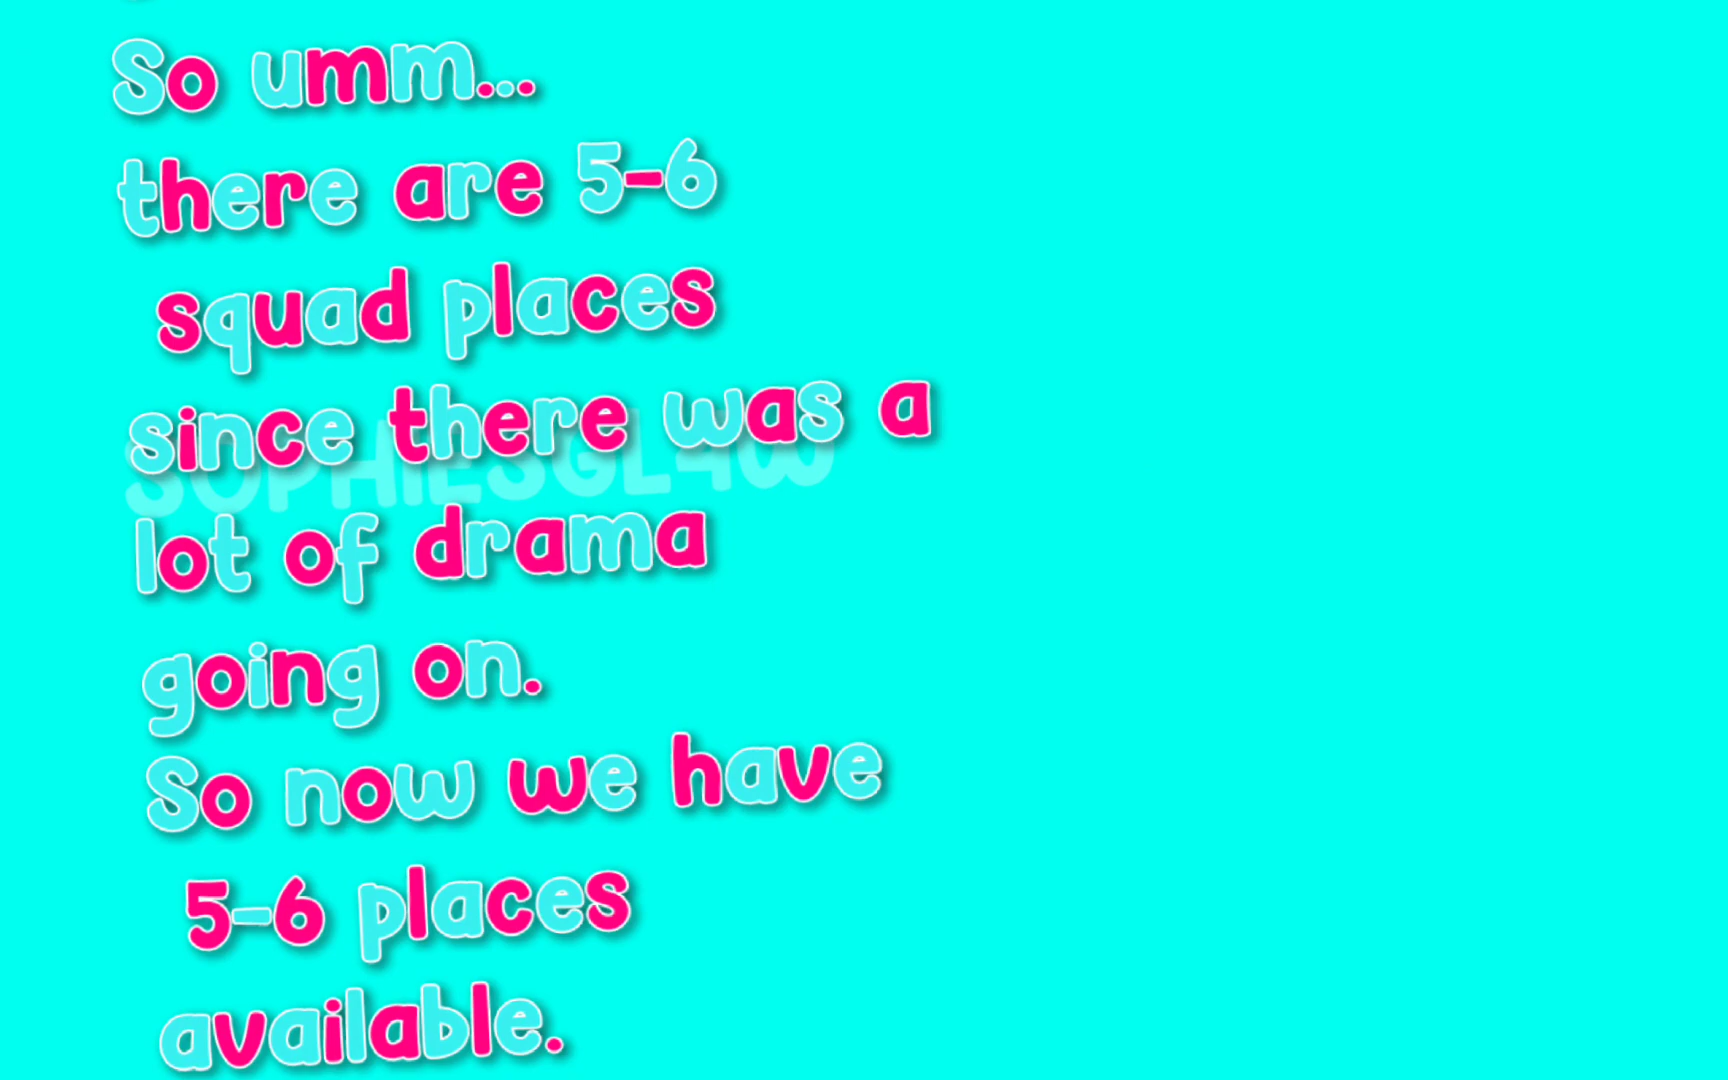 So umm...
there are 5-6
squad places
since there was a
SOPHIESGL4W
lot of drama
going on.
So now we have
5-6 places
available.